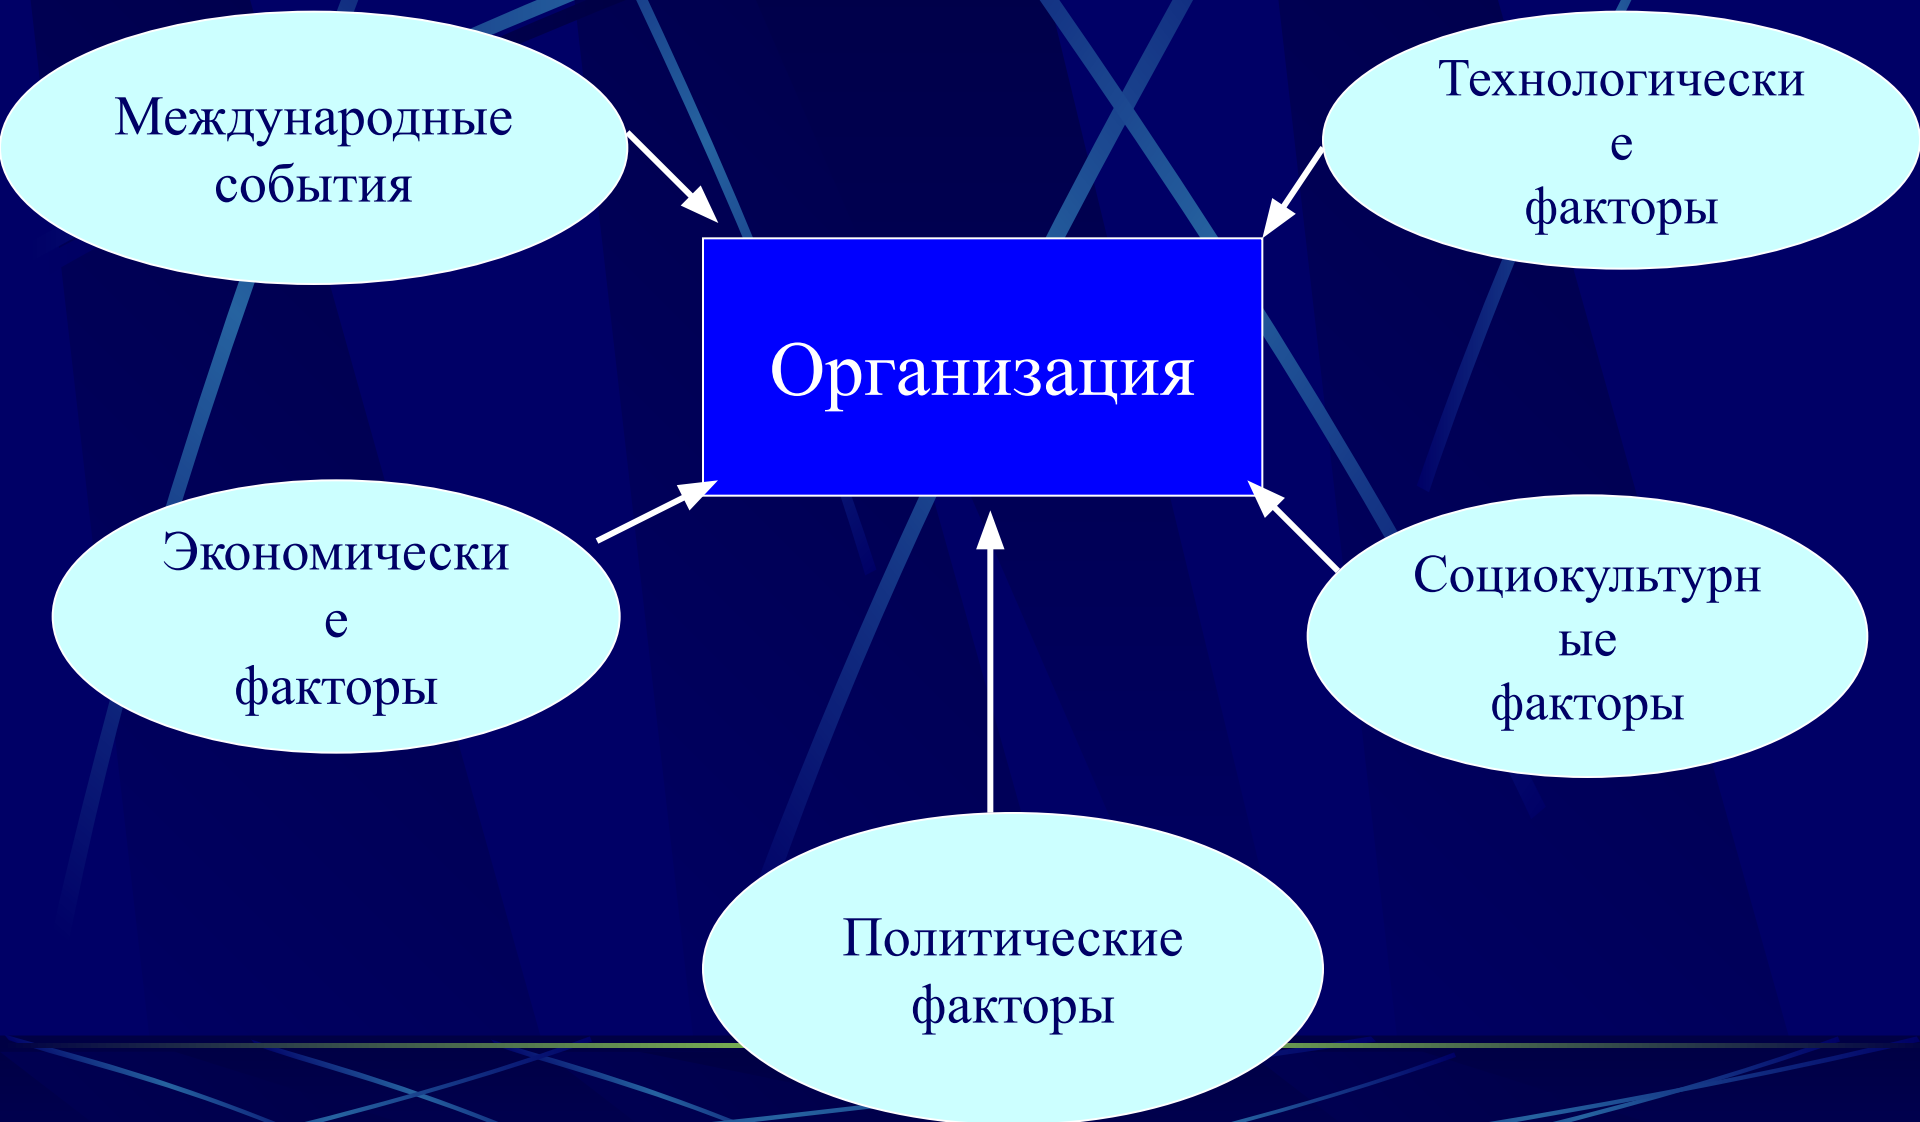 Международные
события
Технологически
е
факторы
Организация
Экономически
е
факторы
Социокультурн
ые
факторы
Политические
факторы